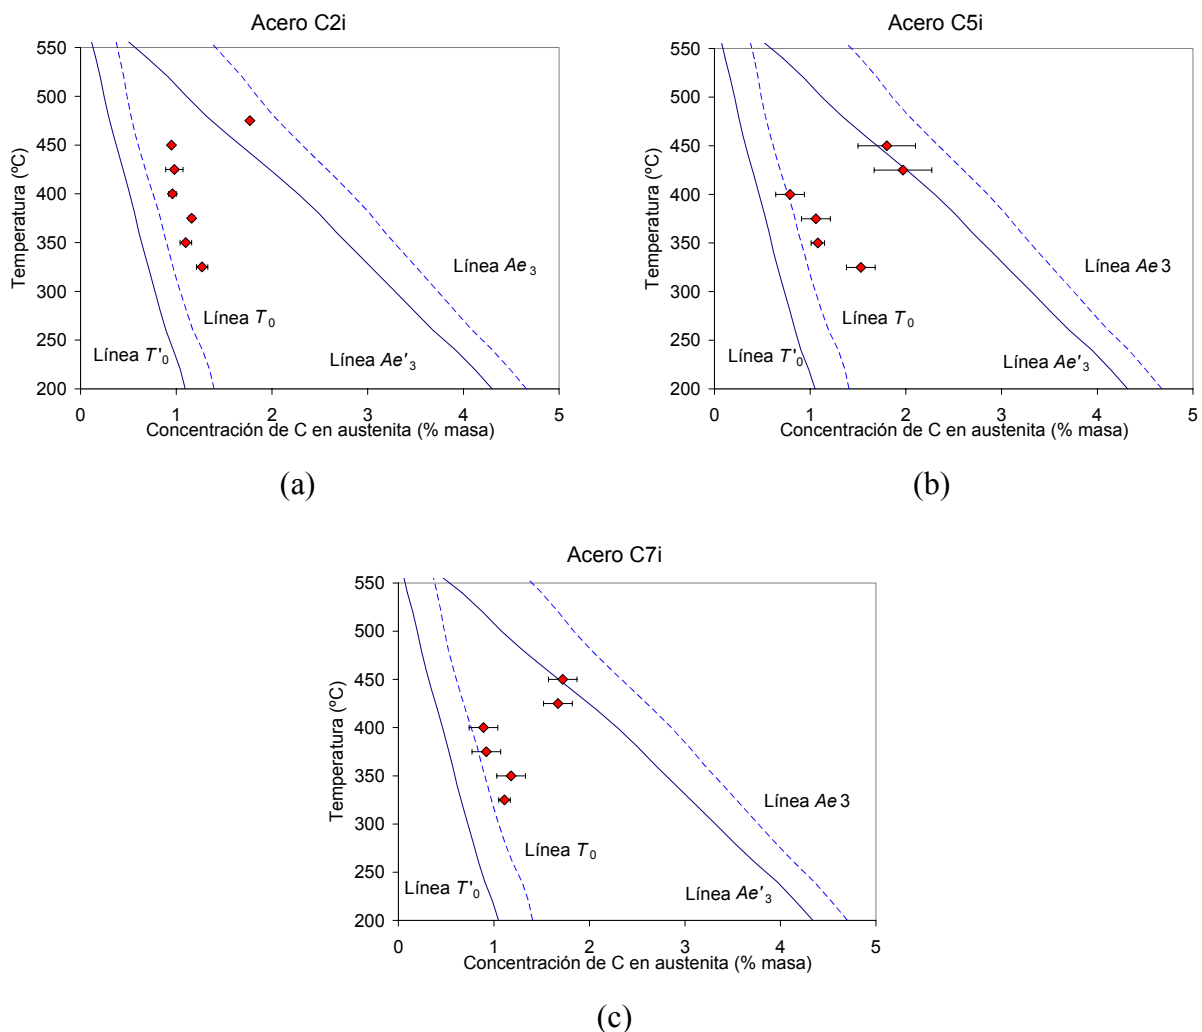 Acero C2i
550
500
450
400
350
300
250
200
Temperatura (ºC)
Línea Ae3
Línea T0
Línea T'0
Línea Ae'3
0 1 2 3 4 5
Concentración de C en austenita (% masa)
(a)
Acero C5i
550
500
450
400
350
300
250
200
Temperatura (ºC)
Línea Ae3
Línea T0
Línea T'0
Línea Ae'3
0 1 2 3 4 5
Concentración de C en austenita (% masa)
(b)
Acero C7i
550
500
450
400
350
300
250
200
Temperatura (ºC)
Línea Ae3
Línea T0
Línea T'0
Línea Ae'3
0 1 2 3 4 5
Concentración de C en austenita (% masa)
(c)